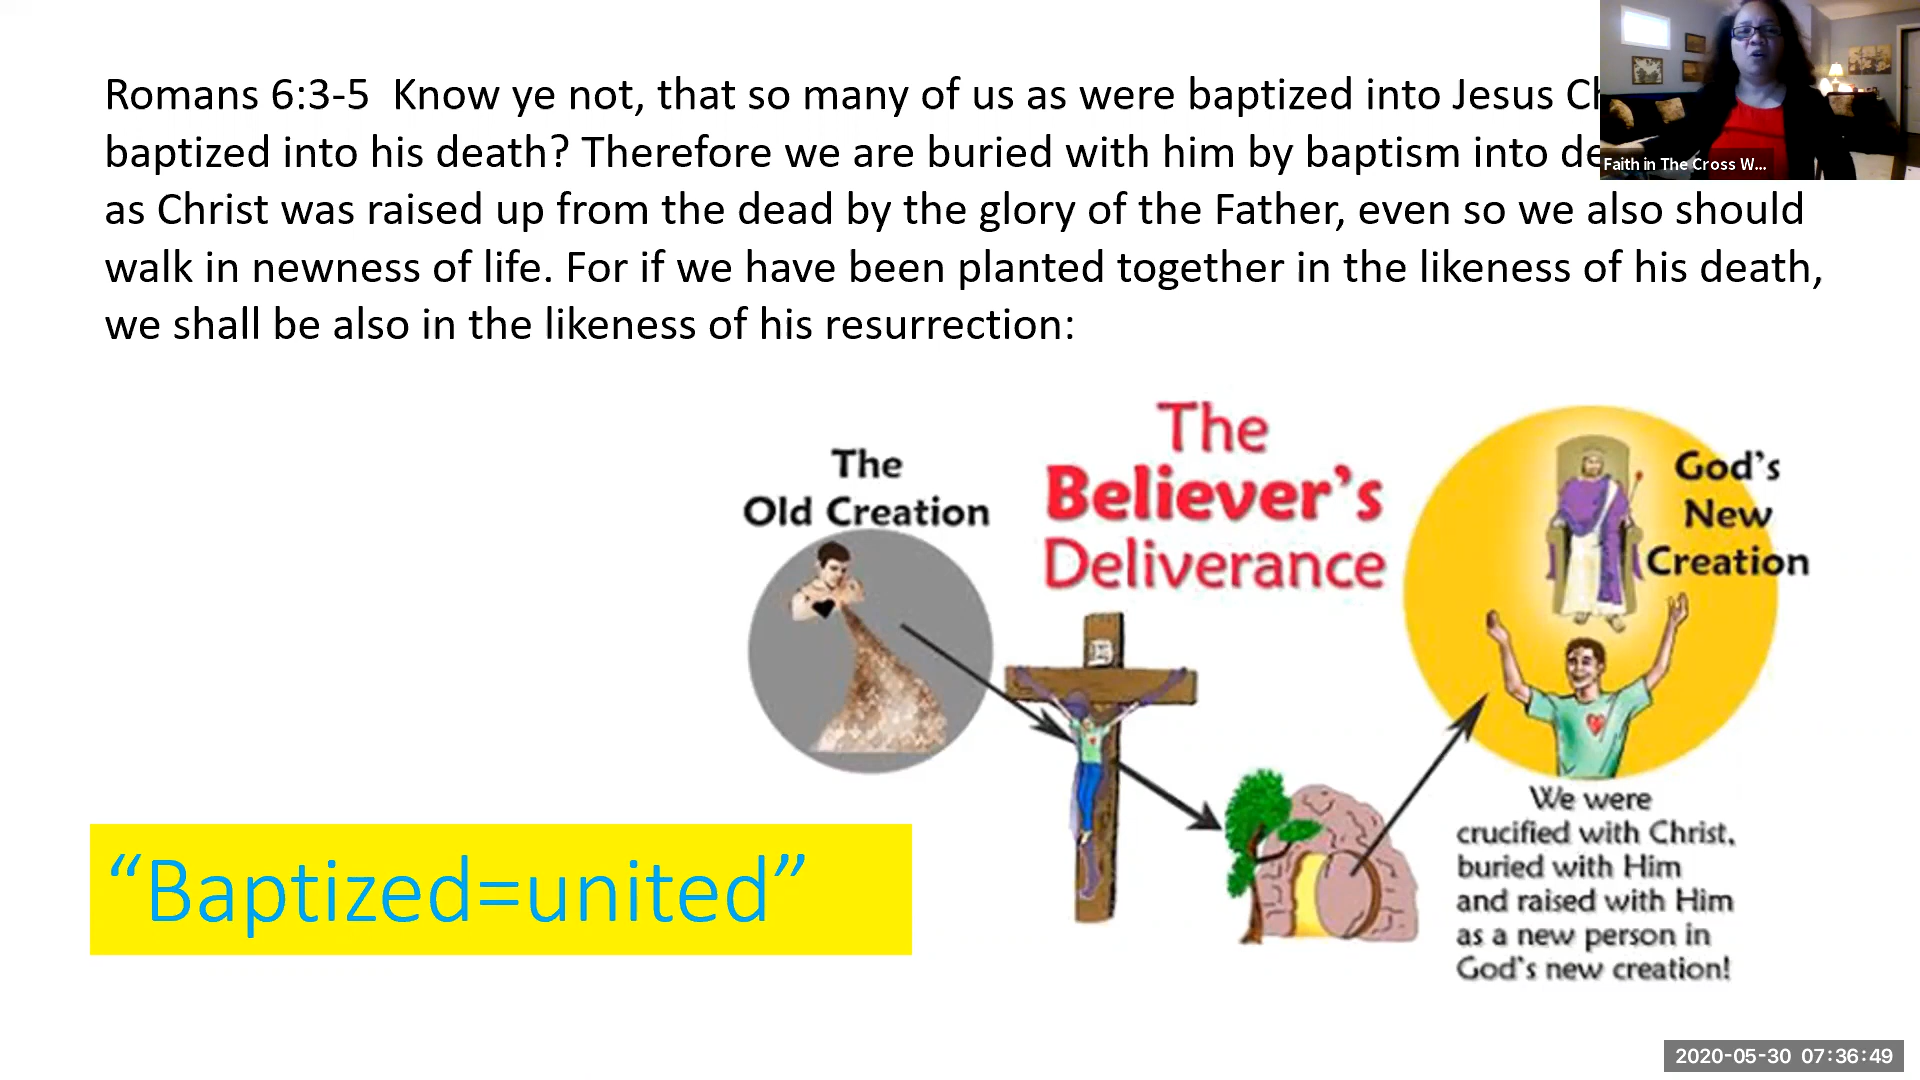 Romans 6:3-5 Know ye not, that so many of us as were baptized into Jesus
baptized into his death? Therefore we are buried with him by baptism into
as Christ was raised up from the dead by the glory of the Father, even so we also should
walk in newness of life. For if we have been planted together in the likeness of his death,
we shall be also in the likeness of his resurrection:
Faith in The Cross W...
The
Old Creation
The
Believer's
Deliverance
God's
New
Creation
We were
crucified with Christ,
buried with Him
and raised with Him
as a new person in
God's new creation!
“Baptized=united”
2020-05-30 07:36:49